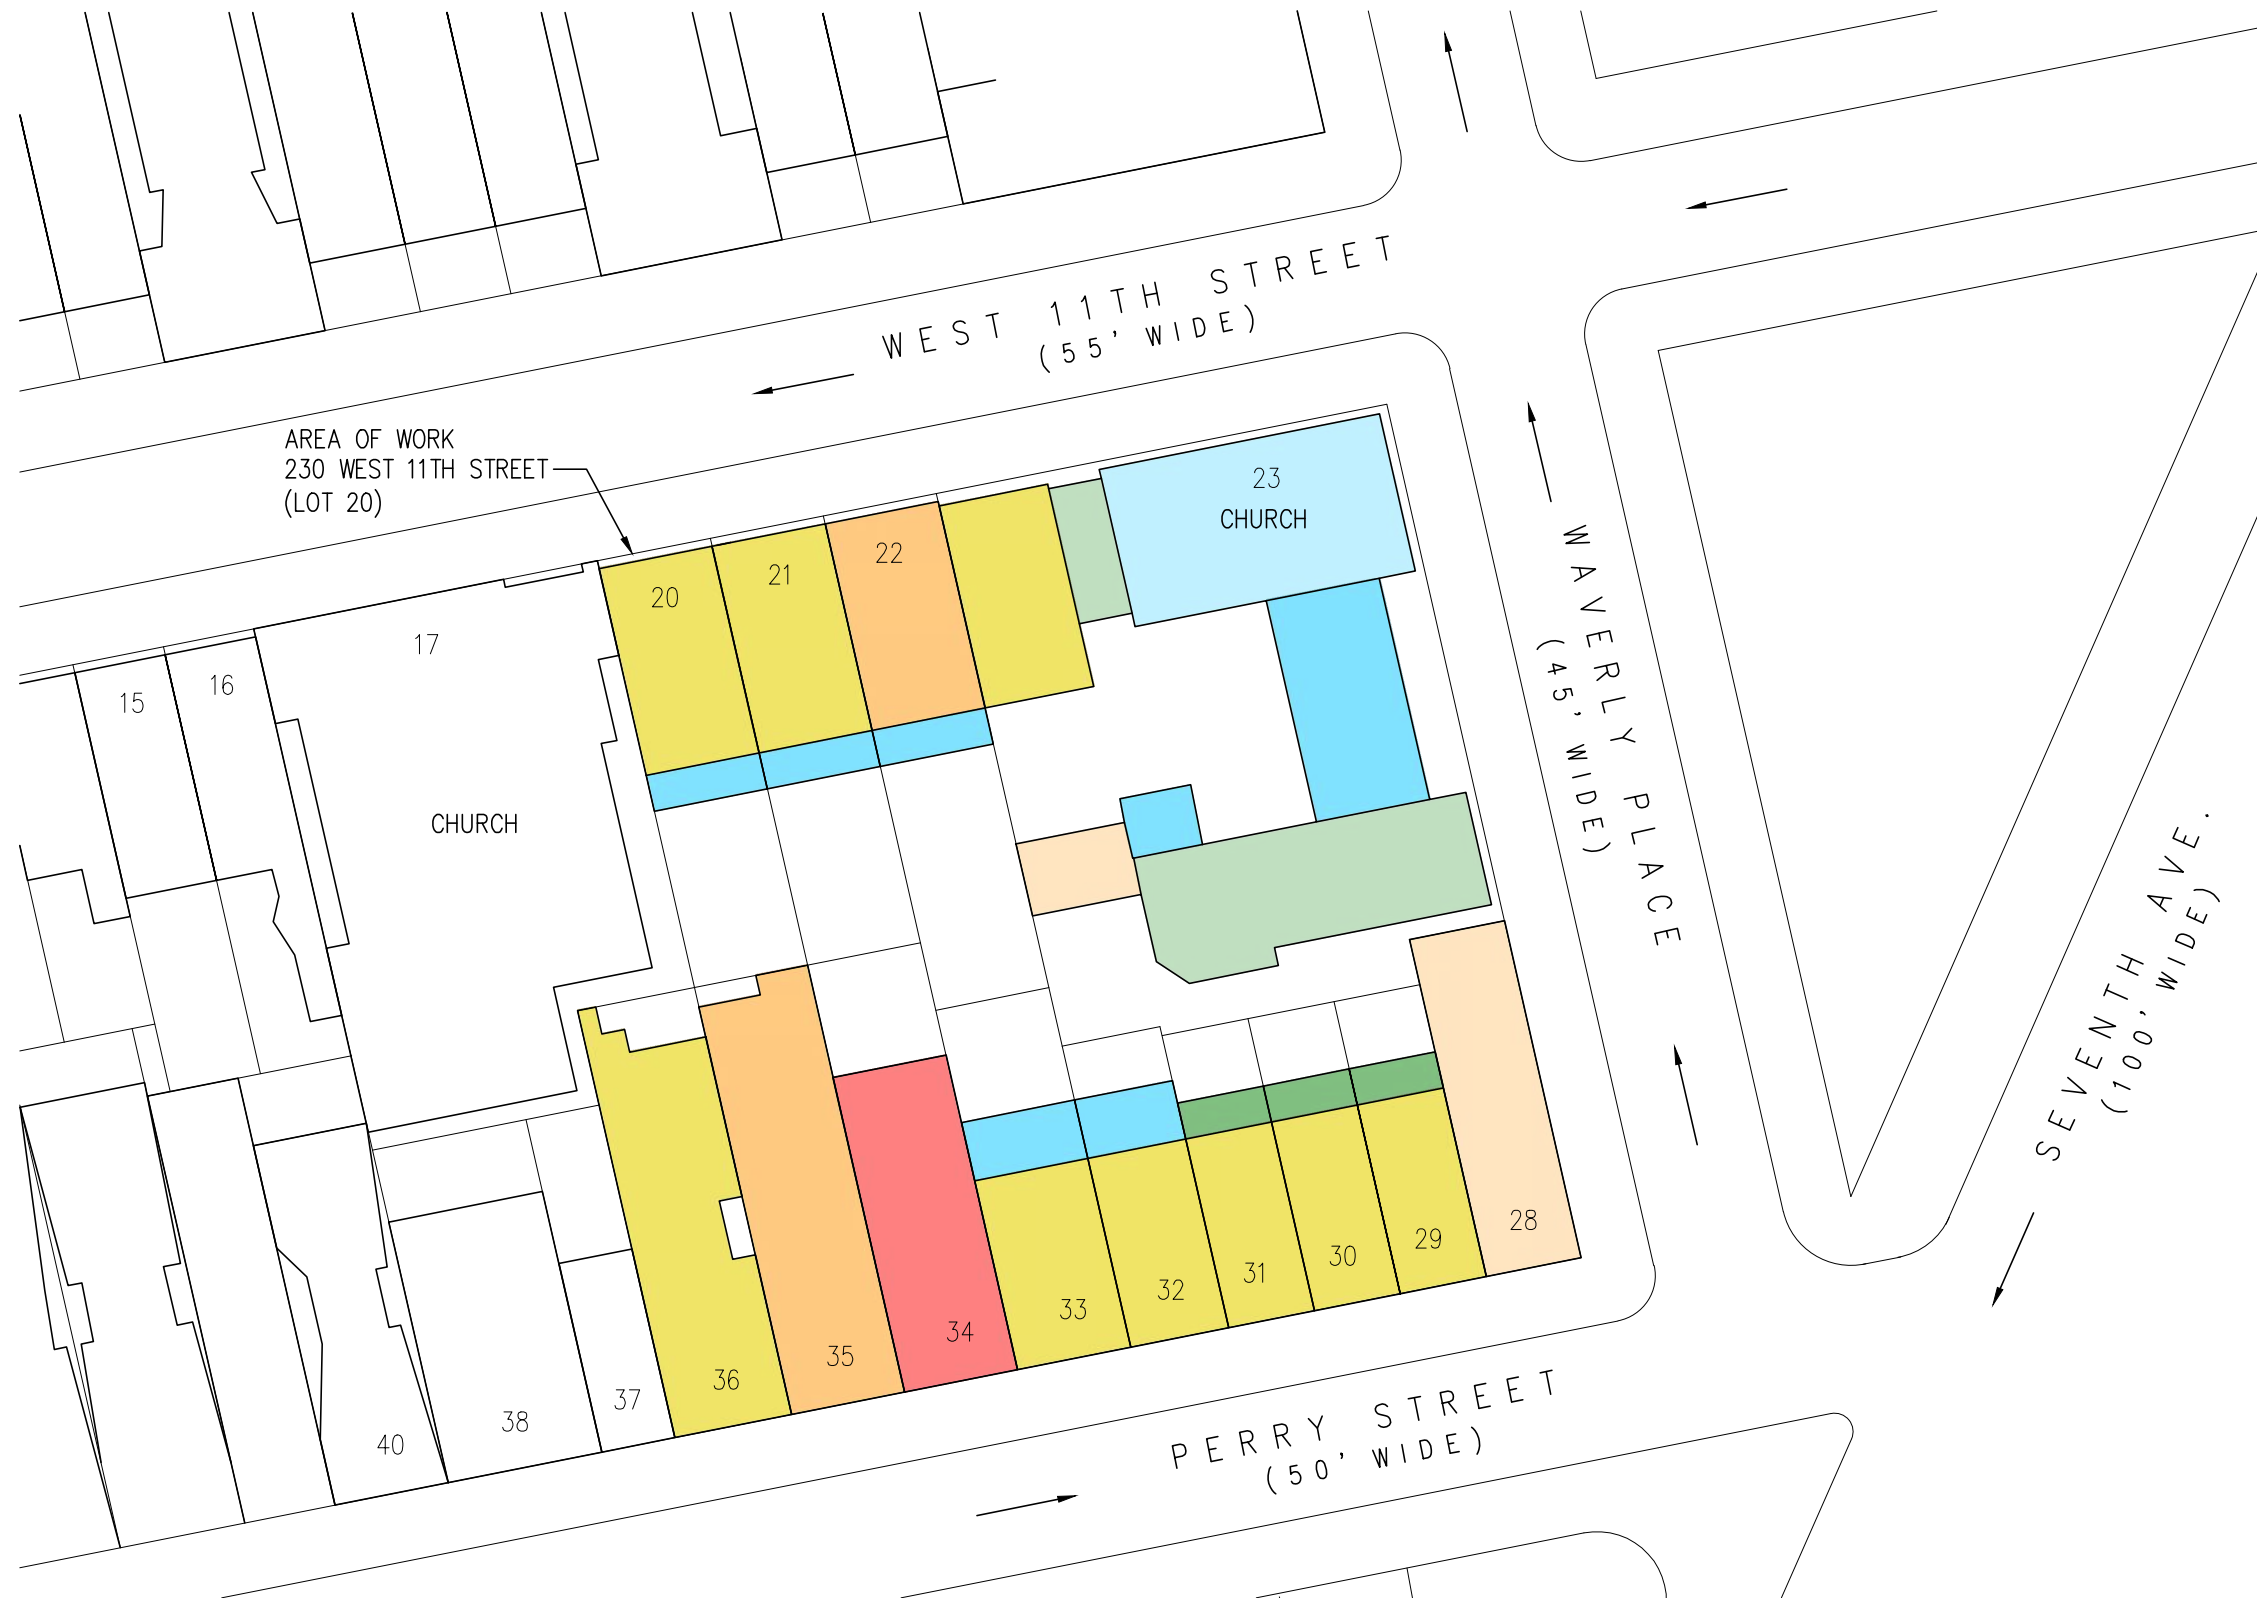 WEST 11TH STREET
(55' WIDE)
AREA OF WORK
230 WEST 11TH STREET
(LOT 20)
23
CHURCH
22
21
20
17
16
15
CHURCH
WAVERLY PLACE
(45' WIDE)
SEVENTH AVE.
(100' WIDE)
28
29
30
31
32
33
34
35
36
37
38
40
PERRY STREET
(50' WIDE)